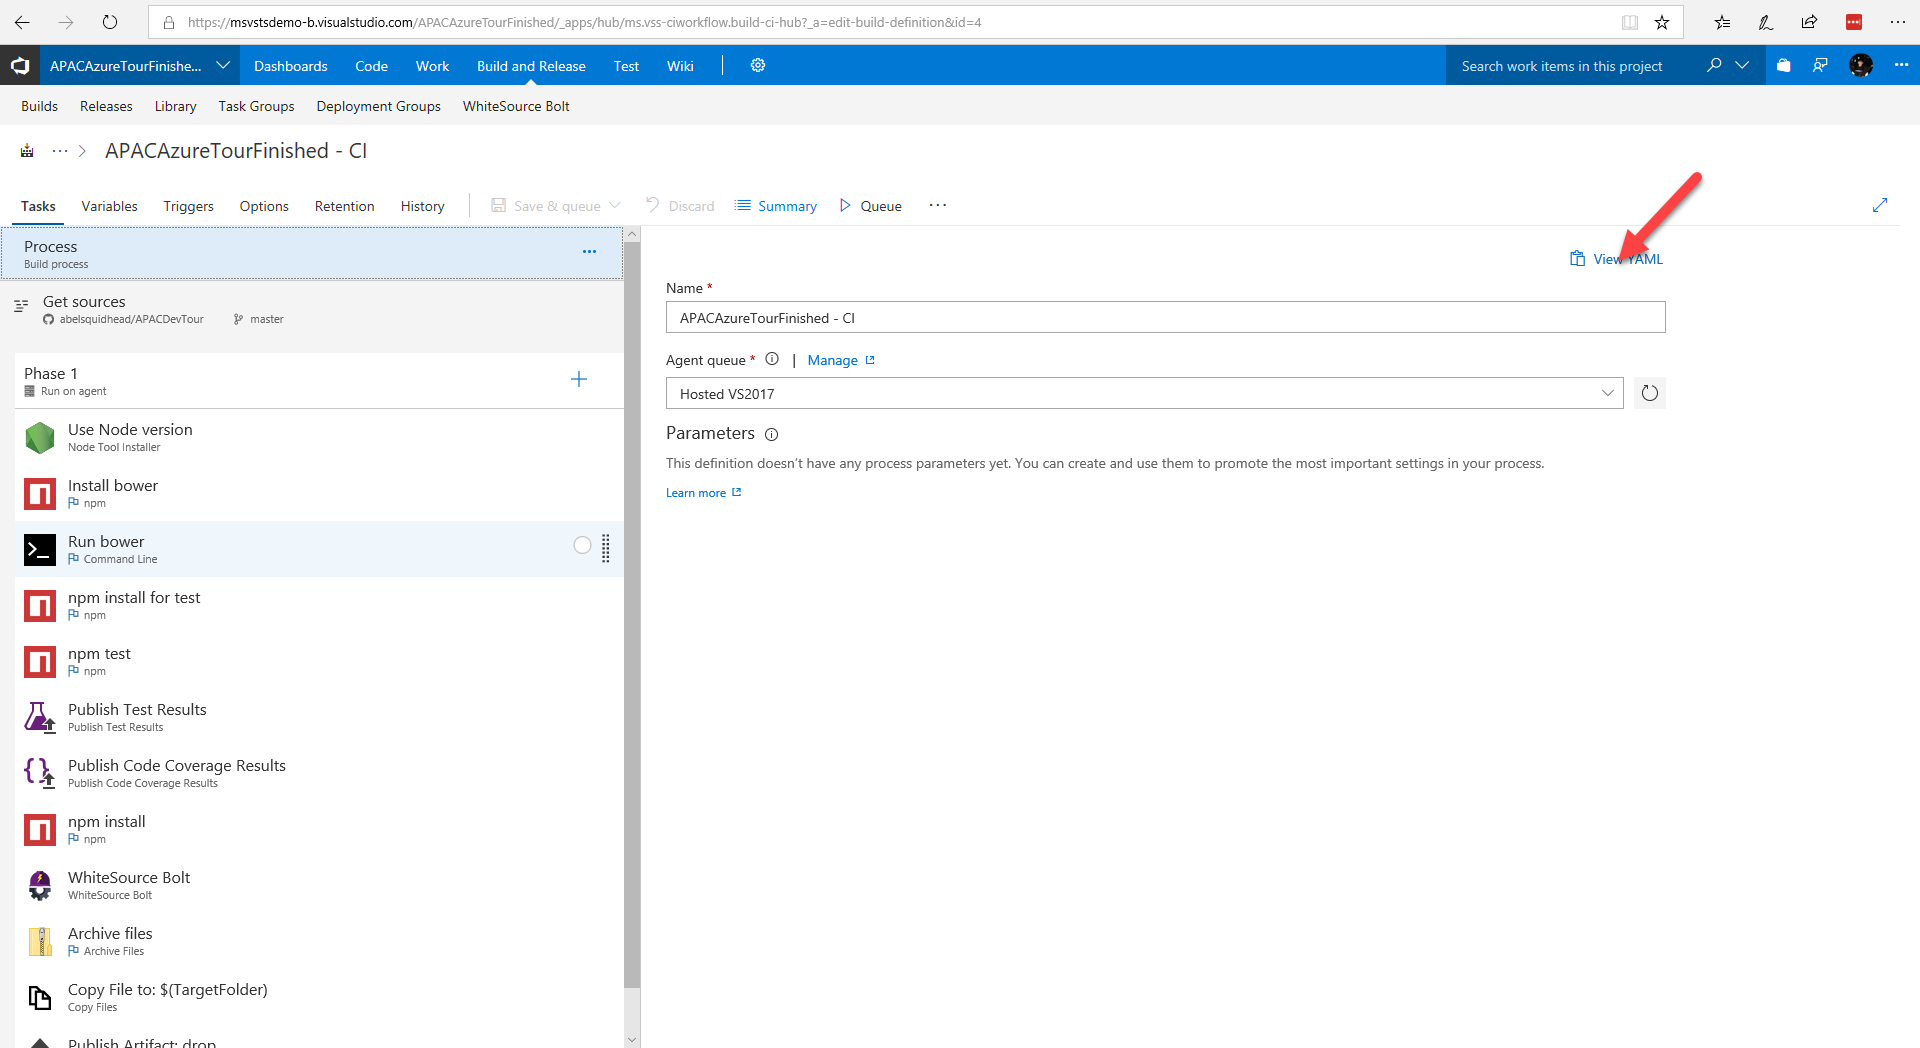 https://msvstsdemo-b.visualstudio.com/APACAzureTourFinished/_apps/hub/ms.vss-ciworkflow.build-ci-hub?_a=edit-build-definition&id=4
APACAzureTourFinishe... Dashboards Code Work Build and Release Test Wiki Search work items in this project
Builds Releases Library Task Groups Deployment Groups WhiteSource Bolt
... > APACAzureTourFinished - CI
Tasks Variables Triggers Options Retention History Save & queue Discard Summary Queue ...
Process
Build process
Get sources
abelsquidhead/APACDevTour master
Phase 1
Run on agent
Use Node version
Node Tool Installer
Install bower
npm
Run bower
Command Line
npm install for test
npm
npm test
npm
Publish Test Results
Publish Test Results
Publish Code Coverage Results
Publish Code Coverage Results
npm install
npm
WhiteSource Bolt
WhiteSource Bolt
Archive files
Archive Files
Copy File to: $(TargetFolder)
Copy Files
Publish Artifact: drop
View YAML
Name *
APACAzureTourFinished - CI
Agent queue * | Manage
Hosted VS2017
Parameters
This definition doesn't have any process parameters yet. You can create and use them to promote the most important settings in your process.
Learn more